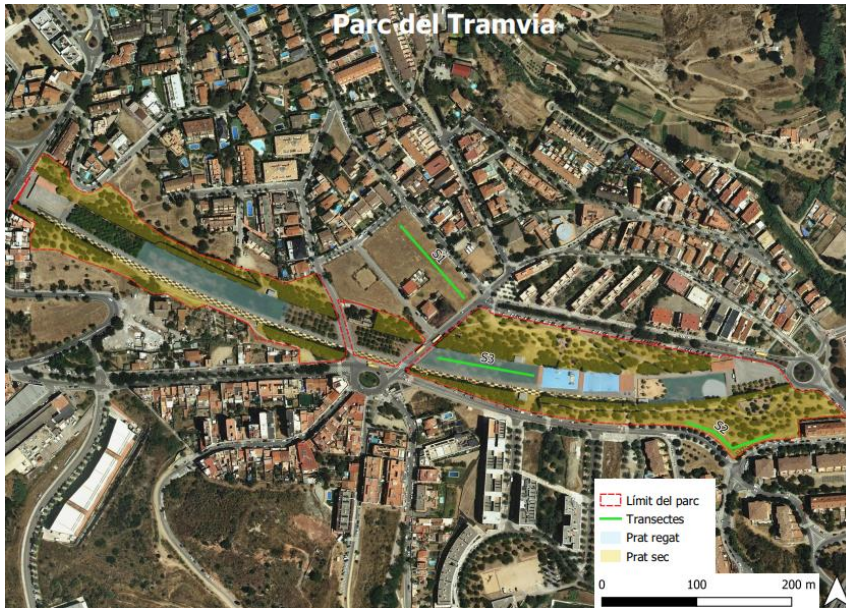 Parc del Tramvia
S1
S3
S2
Límit del parc
Transectes
Prat regat
Prat sec
0 100 200 m